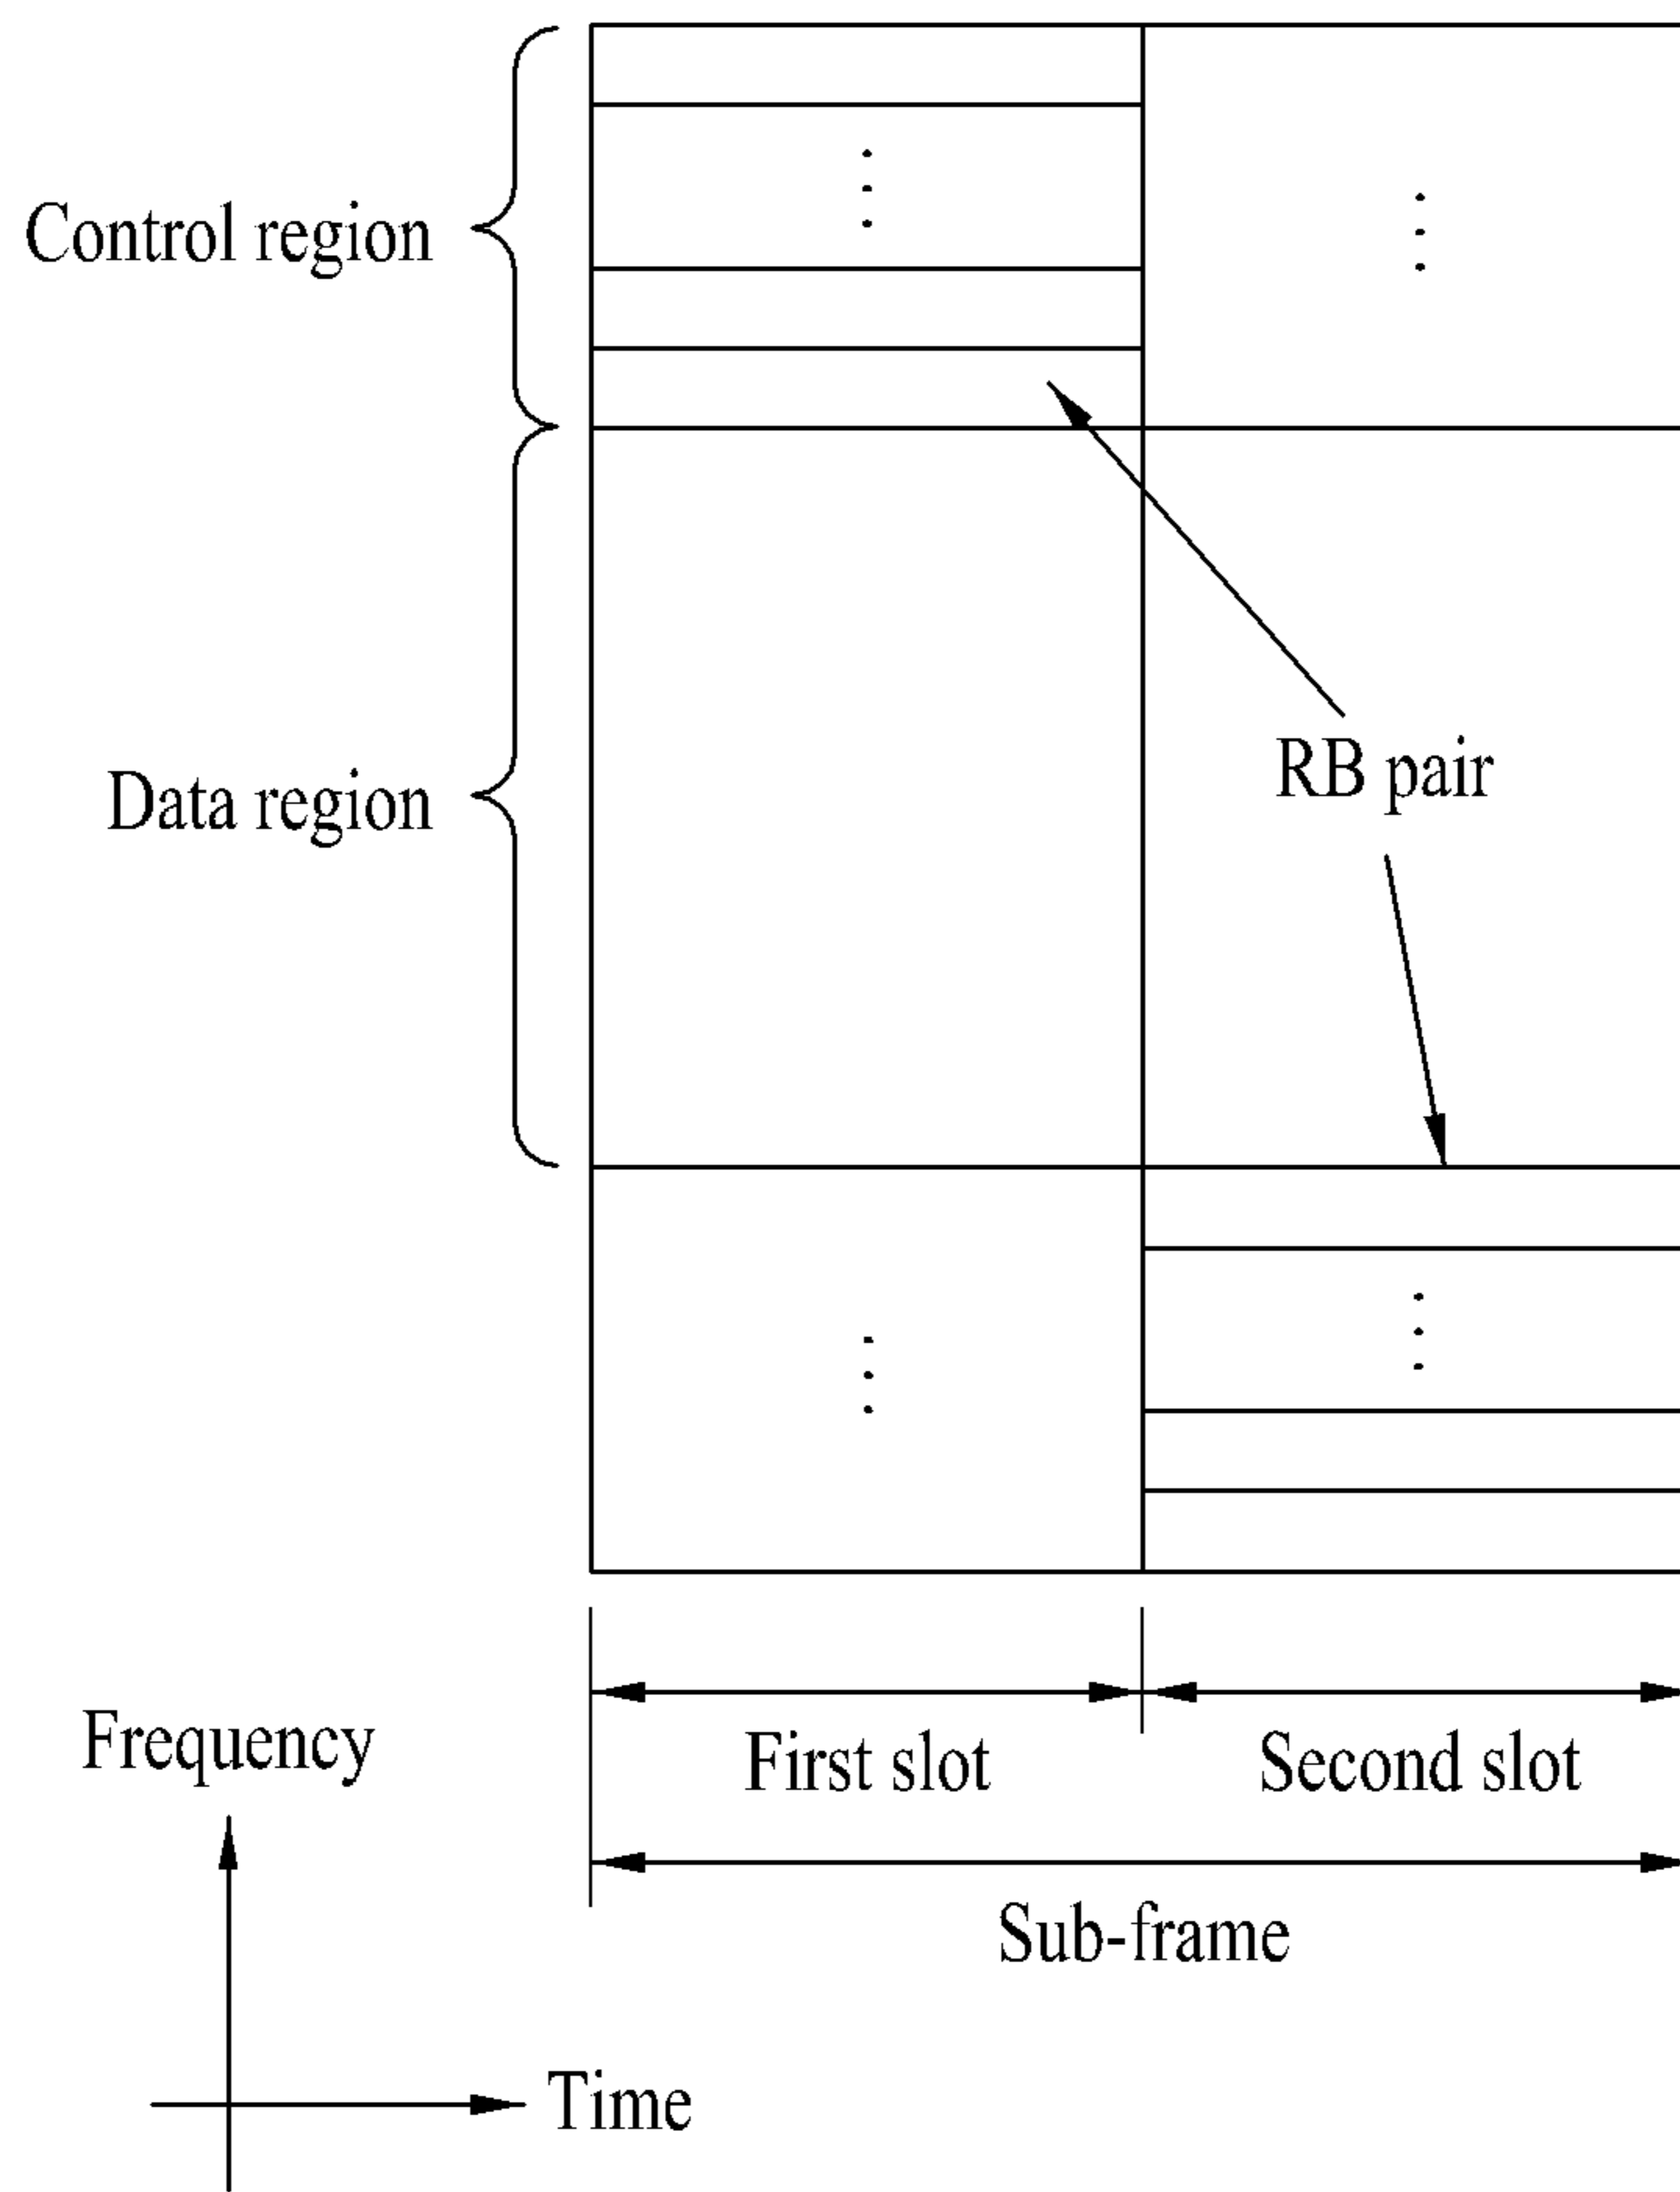 Control region
Data region
RB pair
First slot
Second slot
Sub-frame
Frequency
Time